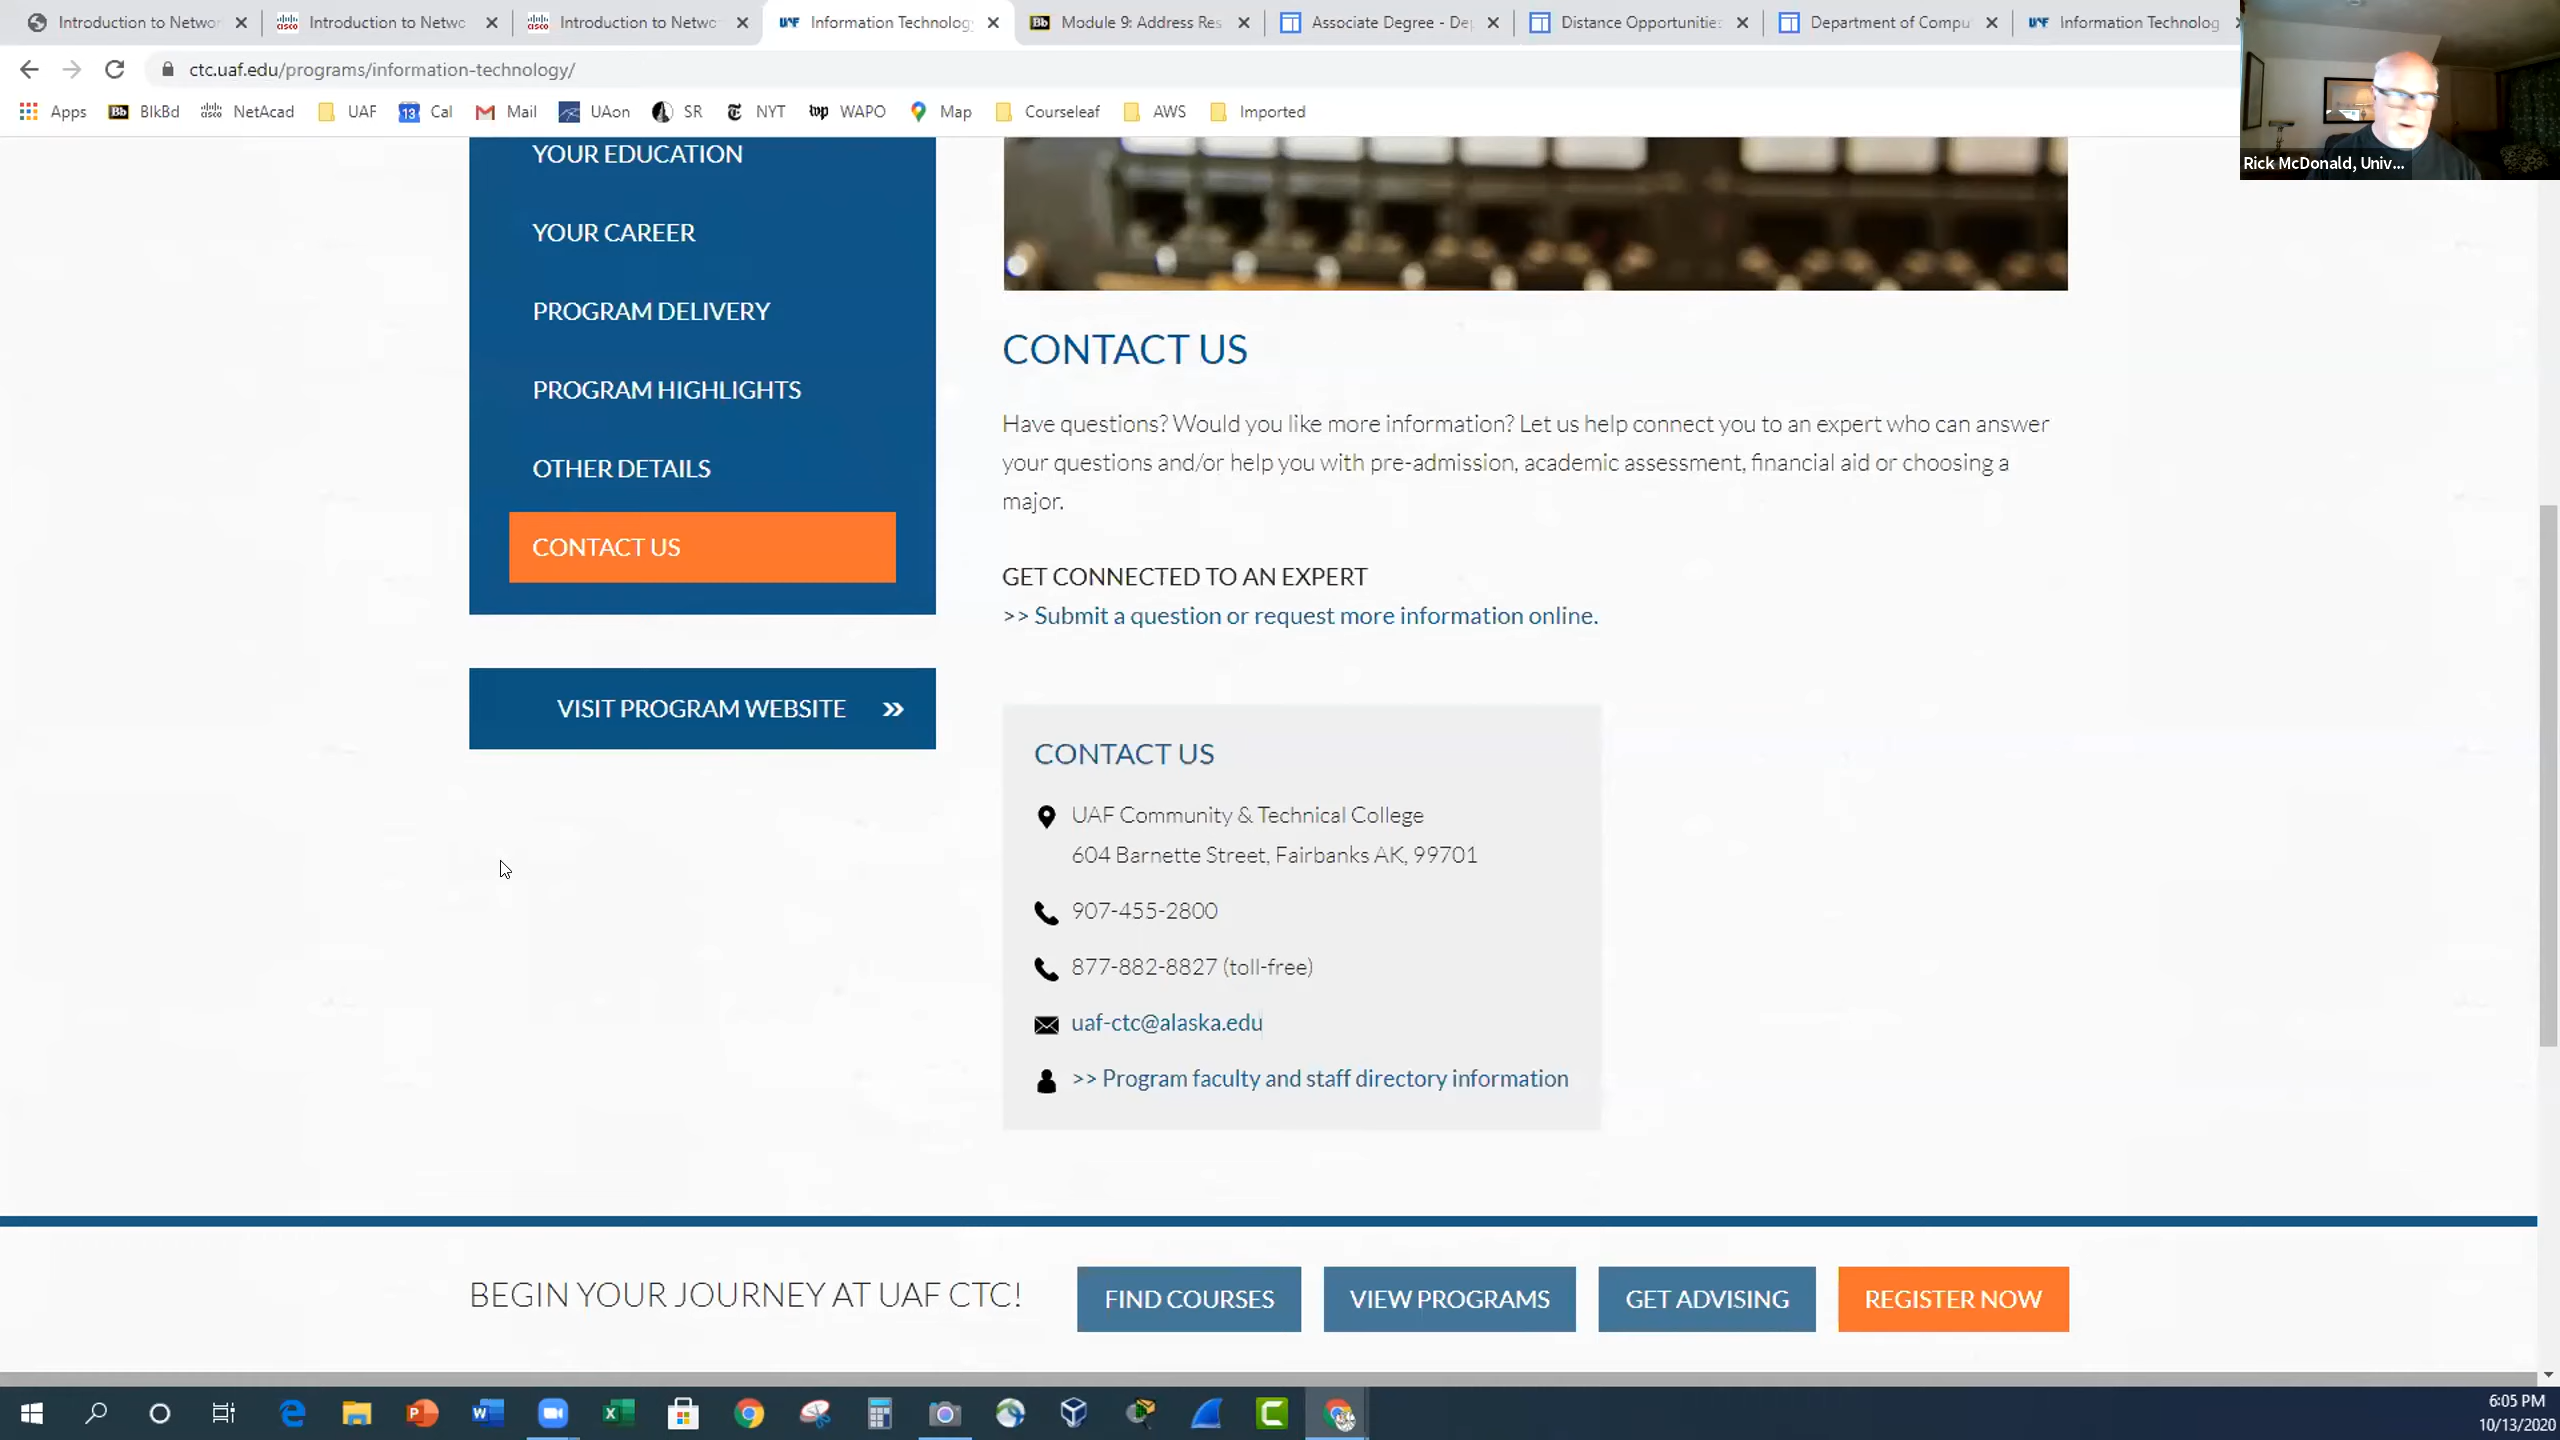 Introduction to Networ
Introduction to Netwo
Introduction to Netwo
Information Technology
Module 9: Address Res
Associate Degree - De
Distance Opportunities
Department of Compu
Information Technolog
ctc.uaf.edu/programs/information-technology/
Apps
BlkBd
NetAcad
UAF
Cal
Mail
UAon
SR
NYT
WAPO
Map
Courseleaf
AWS
Imported
Rick McDonald, Univ...
YOUR EDUCATION
YOUR CAREER
PROGRAM DELIVERY
PROGRAM HIGHLIGHTS
OTHER DETAILS
CONTACT US
VISIT PROGRAM WEBSITE »
CONTACT US
Have questions? Would you like more information? Let us help connect you to an expert who can answer
your questions and/or help you with pre-admission, academic assessment, financial aid or choosing a
major.
GET CONNECTED TO AN EXPERT
>> Submit a question or request more information online.
CONTACT US
UAF Community & Technical College
604 Barnette Street, Fairbanks AK, 99701
907-455-2800
877-882-8827 (toll-free)
uaf-ctc@alaska.edu
>> Program faculty and staff directory information
BEGIN YOUR JOURNEY AT UAF CTC!
FIND COURSES
VIEW PROGRAMS
GET ADVISING
REGISTER NOW
6:05 PM
10/13/2020